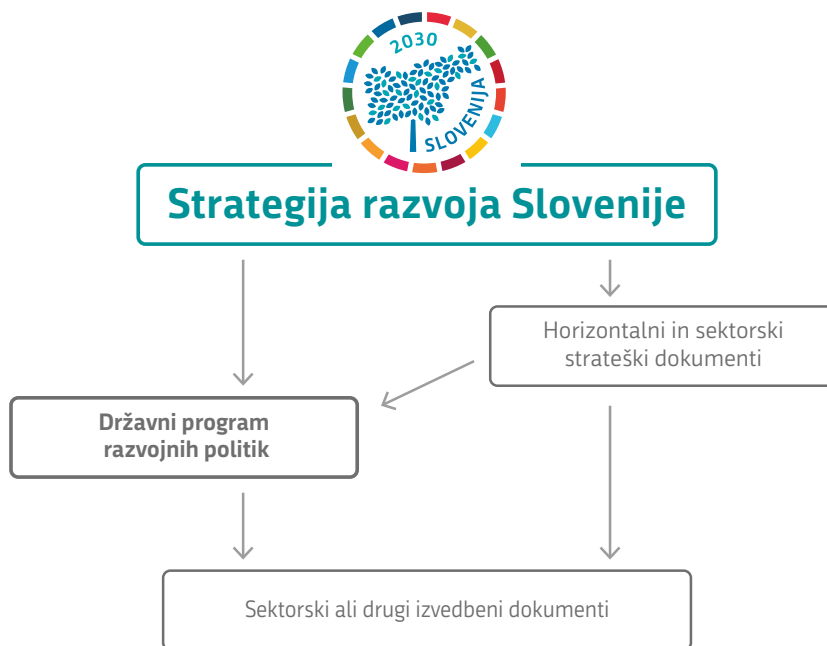 2030
SLOVENIJA
Strategija razvoja Slovenije
Horizontalni in sektorski
strateški dokumenti
Državni program
razvojnih politik
Sektorski ali drugi izvedbeni dokumenti